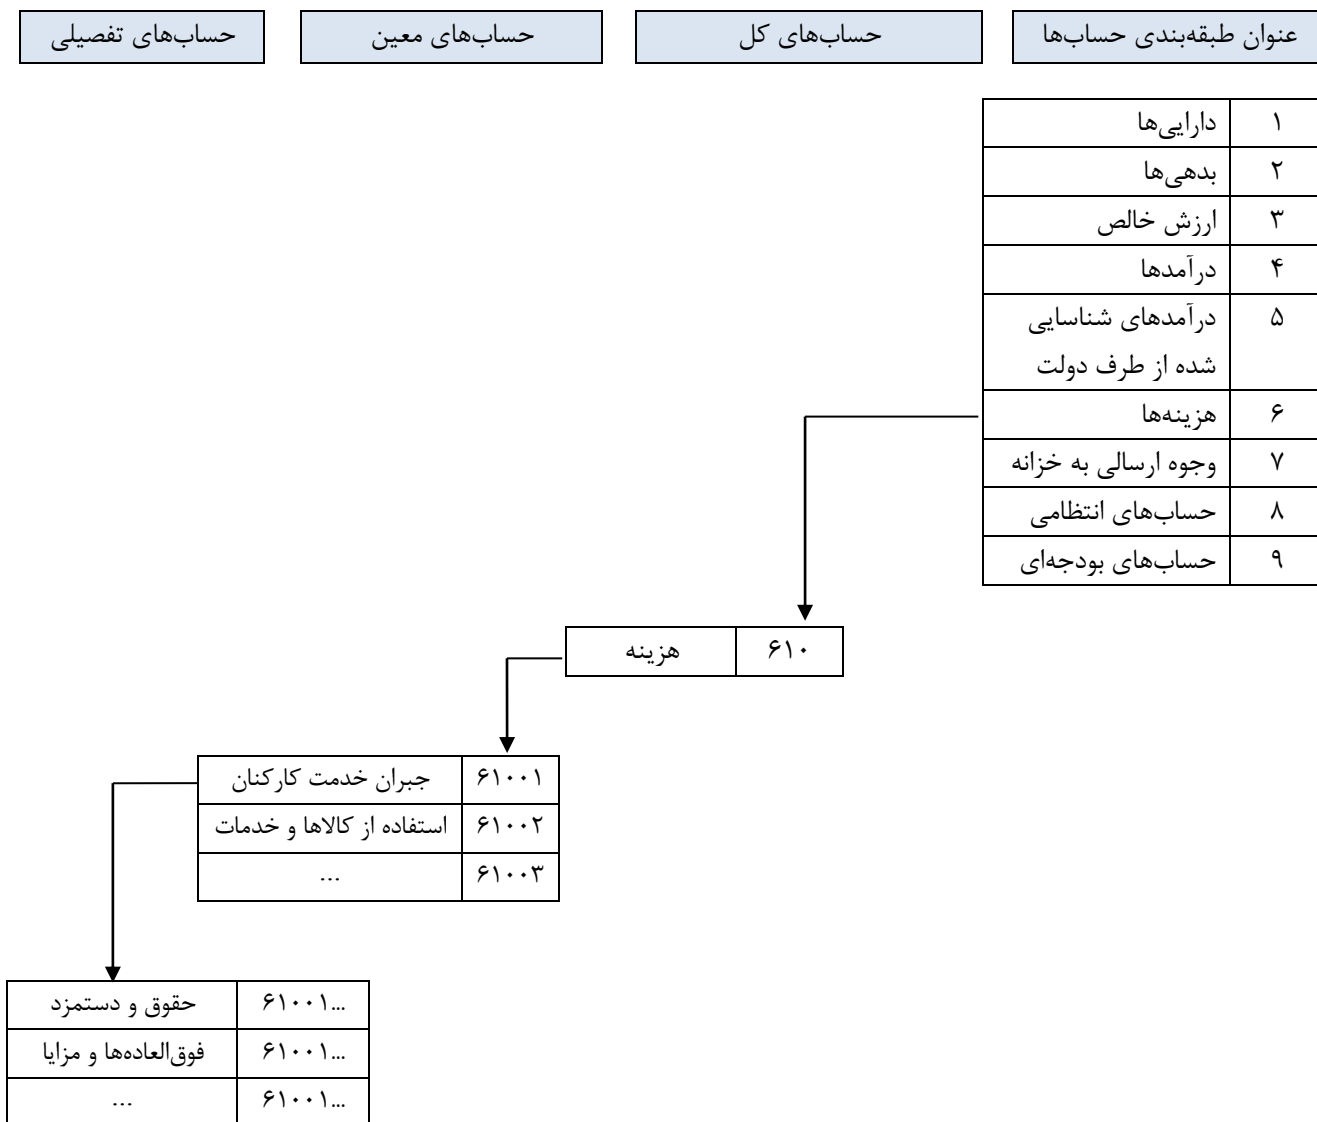 عنوان طبقه‌بندی حساب‌ها
حساب‌های کل
حساب‌های معین
حساب‌های تفصیلی
۱ دارایی‌ها
۲ بدهی‌ها
۳ ارزش خالص
۴ درآمدها
۵ درآمدهای شناسایی
شده از طرف دولت
۶ هزینه‌ها
۷ وجوه ارسالی به خزانه
۸ حساب‌های انتظامی
۹ حساب‌های بودجه‌ای
۶۱۰ هزینه
۶۱۰۰۱ جبران خدمت کارکنان
۶۱۰۰۲ استفاده از کالاها و خدمات
۶۱۰۰۳ ...
۶۱۰۰۱... حقوق و دستمزد
۶۱۰۰۱... فوق‌العاده‌ها و مزایا
۶۱۰۰۱... ...